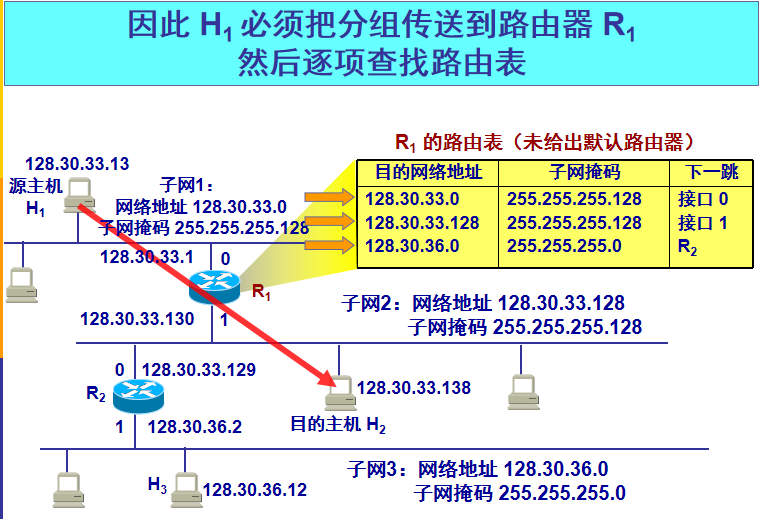 因此 H1 必须把分组传送到路由器 R1
然后逐项查找路由表
R1 的路由表（未给出默认路由器）
目的网络地址 子网掩码 下一跳
128.30.33.0 255.255.255.128 接口 0
128.30.33.128 255.255.255.128 接口 1
128.30.36.0 255.255.255.0 R2
128.30.33.13
源主机
H1
子网1：
网络地址 128.30.33.0
子网掩码 255.255.255.128
128.30.33.1
0
R1
128.30.33.130
1
子网2：网络地址 128.30.33.128
子网掩码 255.255.255.128
0
128.30.33.129
R2
128.30.33.138
目的主机 H2
1
128.30.36.2
子网3：网络地址 128.30.36.0
子网掩码 255.255.255.0
H3
128.30.36.12